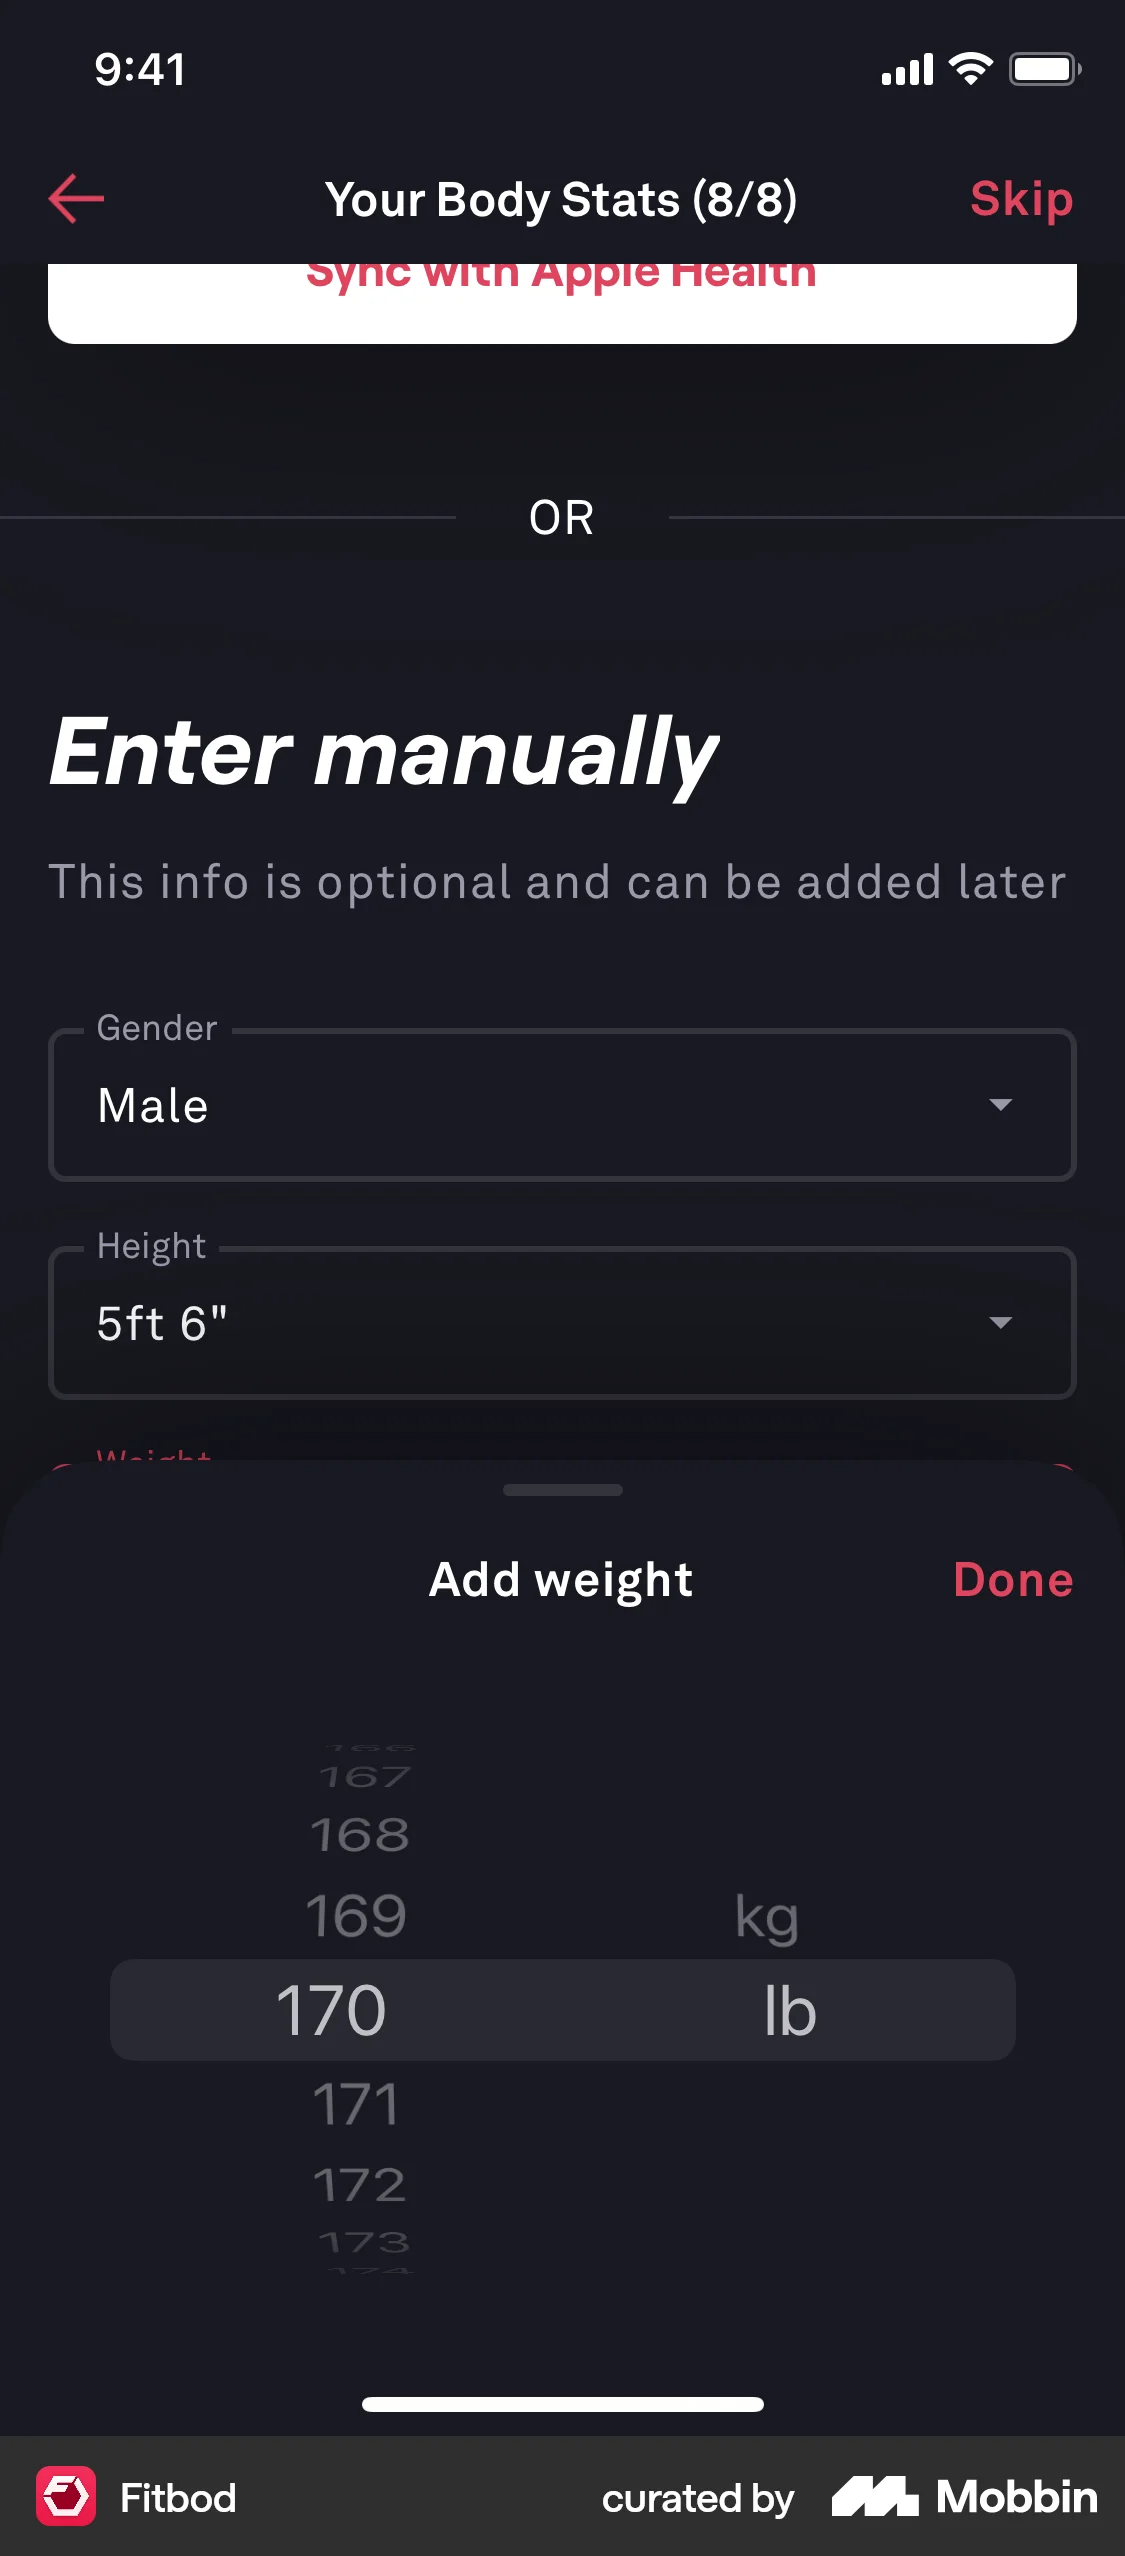 9:41
Your Body Stats (8/8)
Skip
Sync with Apple Health
OR
Enter manually
This info is optional and can be added later
Gender
Male
Height
5ft 6"
Weight
Add weight
Done
166
167
168
169
kg
170
lb
171
172
173
174
Fitbod
curated by
Mobbin